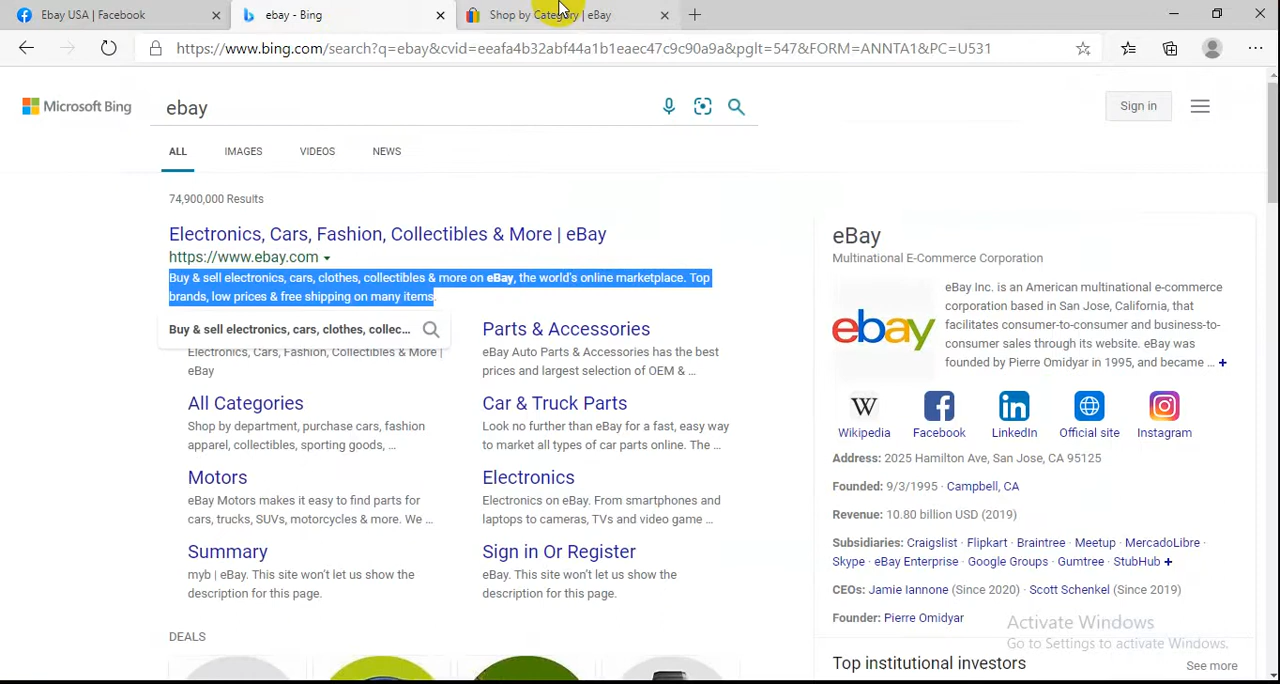 Ebay USA | Facebook
ebay - Bing
Shop by Category | eBay
https://www.bing.com/search?q=ebay&cvid=eeafa4b32abf44a1b1eaec47c9c90a9a&pglt=547&FORM=ANNTA1&PC=U531
Microsoft Bing
ebay
Sign in
ALL IMAGES VIDEOS NEWS
74,900,000 Results
Electronics, Cars, Fashion, Collectibles & More | eBay
https://www.ebay.com
Buy & sell electronics, cars, clothes, collectibles & more on eBay, the world's online marketplace. Top
brands, low prices & free shipping on many items.
Buy & sell electronics, cars, clothes, collec...
Electronics, Cars, Fashion, Collectibles & More |
eBay
Parts & Accessories
eBay Auto Parts & Accessories has the best
prices and largest selection of OEM & ...
All Categories
Shop by department, purchase cars, fashion
apparel, collectibles, sporting goods, ...
Car & Truck Parts
Look no further than eBay for a fast, easy way
to market all types of car parts online. The ...
Motors
eBay Motors makes it easy to find parts for
cars, trucks, SUVs, motorcycles & more. We ...
Electronics
Electronics on eBay. From smartphones and
laptops to cameras, TVs and video game ...
Summary
myb | eBay. This site won't let us show the
description for this page.
Sign in Or Register
eBay. This site won't let us show the
description for this page.
DEALS
eBay
Multinational E-Commerce Corporation
ebay
eBay Inc. is an American multinational e-commerce
corporation based in San Jose, California, that
facilitates consumer-to-consumer and business-to-
consumer sales through its website. eBay was
founded by Pierre Omidyar in 1995, and became ... +
W
Wikipedia Facebook LinkedIn Official site Instagram
Address: 2025 Hamilton Ave, San Jose, CA 95125
Founded: 9/3/1995 · Campbell, CA
Revenue: 10.80 billion USD (2019)
Subsidiaries: Craigslist · Flipkart · Braintree · Meetup · MercadoLibre ·
Skype · eBay Enterprise · Google Groups · Gumtree · StubHub +
CEOs: Jamie Iannone (Since 2020) · Scott Schenkel (Since 2019)
Founder: Pierre Omidyar
Activate Windows
Go to Settings to activate Windows.
Top institutional investors
See more